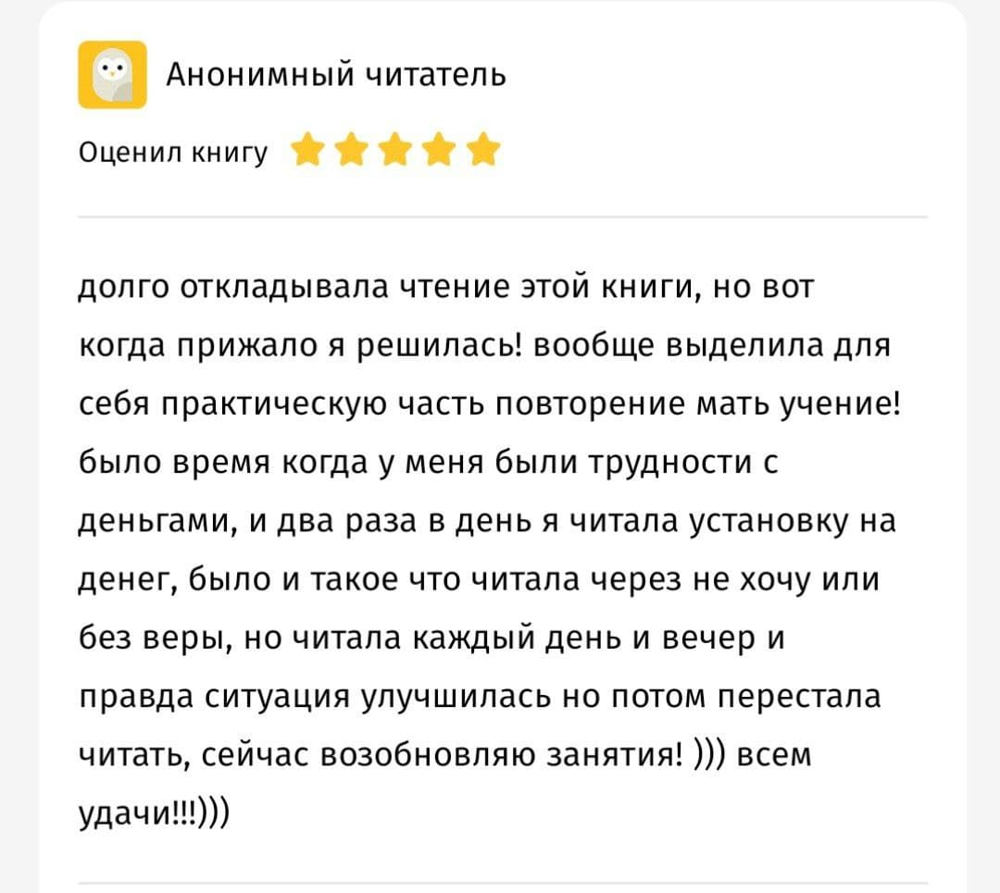 Анонимный читатель
Оценил книгу
долго откладывала чтение этой книги, но вот
когда прижало я решилась! вообще выделила для
себя практическую часть повторение мать учение!
было время когда у меня были трудности с
деньгами, и два раза в день я читала установку на
денег, было и такое что читала через не хочу или
без веры, но читала каждый день и вечер и
правда ситуация улучшилась но потом перестала
читать, сейчас возобновляю занятия! ))) всем
удачи!!!)))